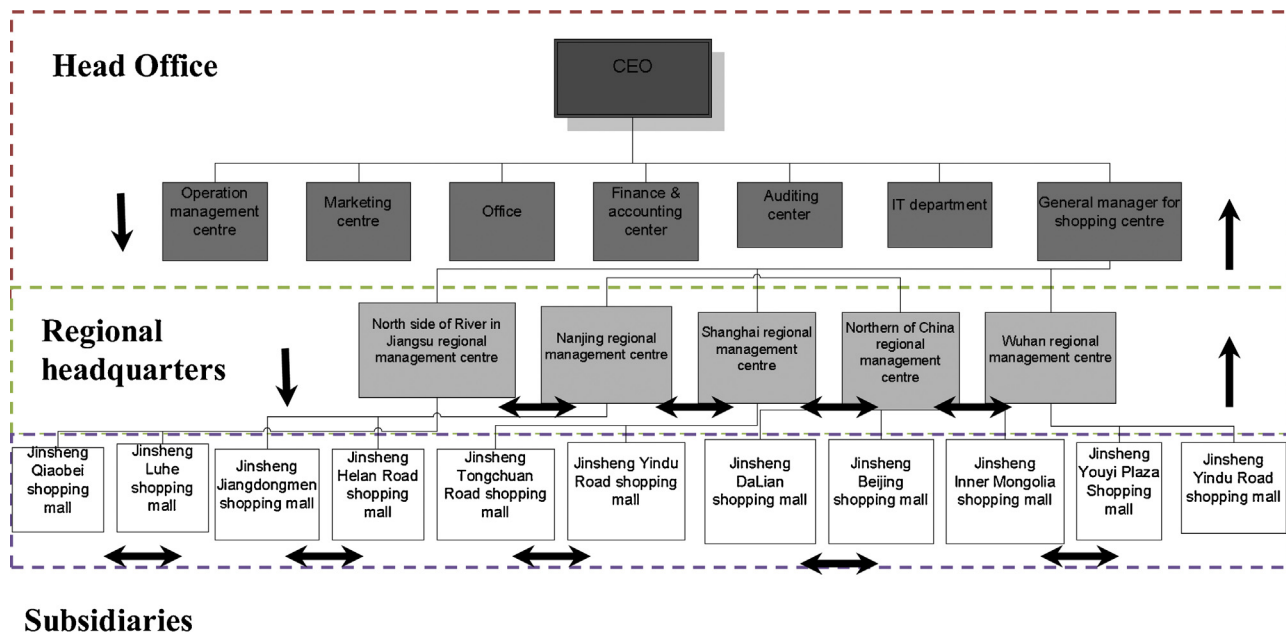 Head Office
CEO
Operation
management
centre
Marketing
centre
Office
Finance &
accounting
center
Auditing
center
IT department
General manager for
shopping centre
Regional
headquarters
North side of River in
Jiangsu regional
management centre
Nanjing regional
management centre
Shanghai regional
management
centre
Northern of China
regional
management
centre
Wuhan regional
management centre
Jinsheng
Qiaobei
shopping
mall
Jinsheng
Luhe
shopping
mall
Jinsheng
Jiangdongmen
shopping mall
Jinsheng
Helan Road
shopping
mall
Jinsheng
Tongchuan
Road shopping
mall
Jinsheng Yindu
Road shopping
mall
Jinsheng
DaLian
shopping mall
Jinsheng
Beijing
shopping mall
Jinsheng
Inner Mongolia
shopping mall
Jinsheng
Youyi Plaza
Shopping
mall
Jinsheng
Yindu Road
shopping mall
Subsidiaries